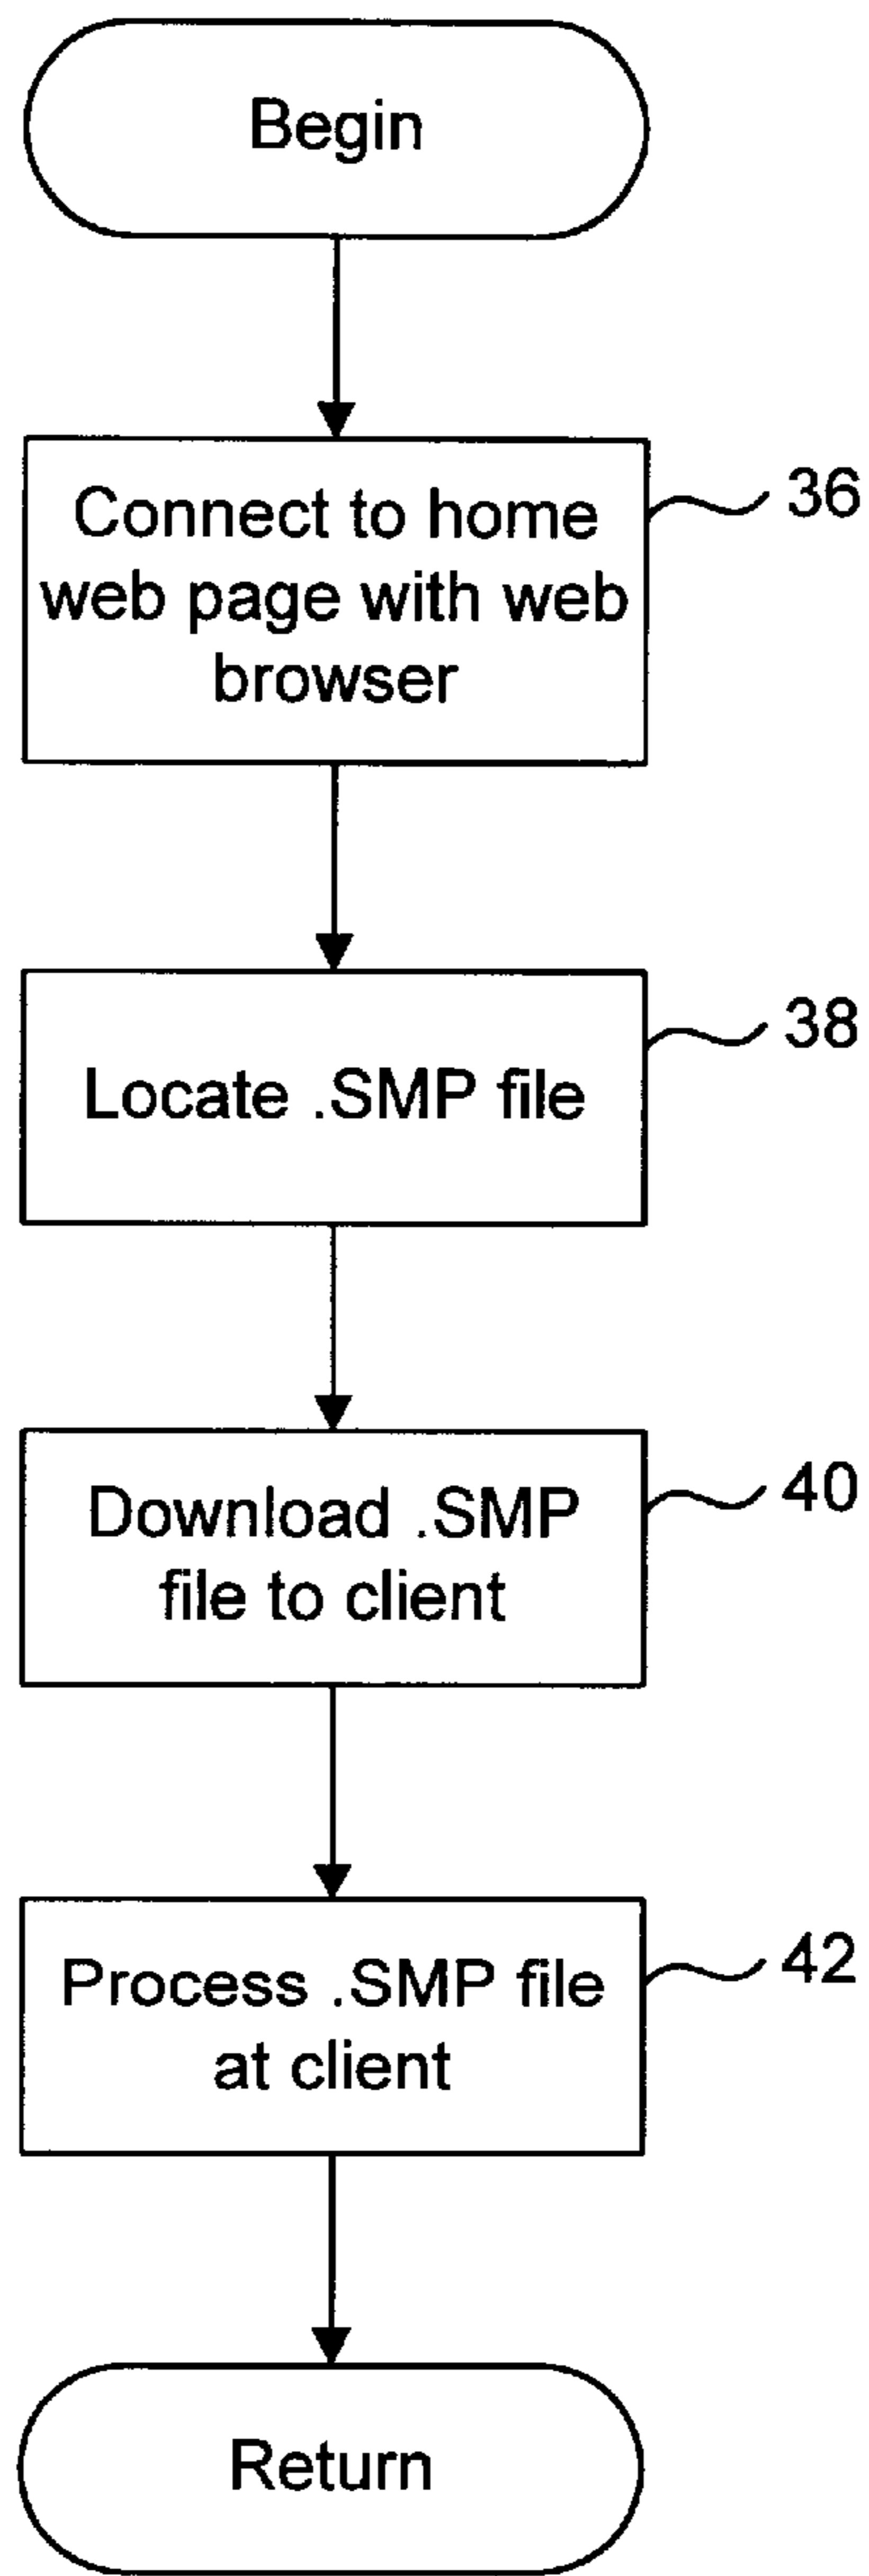 Begin
Connect to home
web page with web
browser
36
Locate .SMP file
38
Download .SMP
file to client
40
Process .SMP file
at client
42
Return